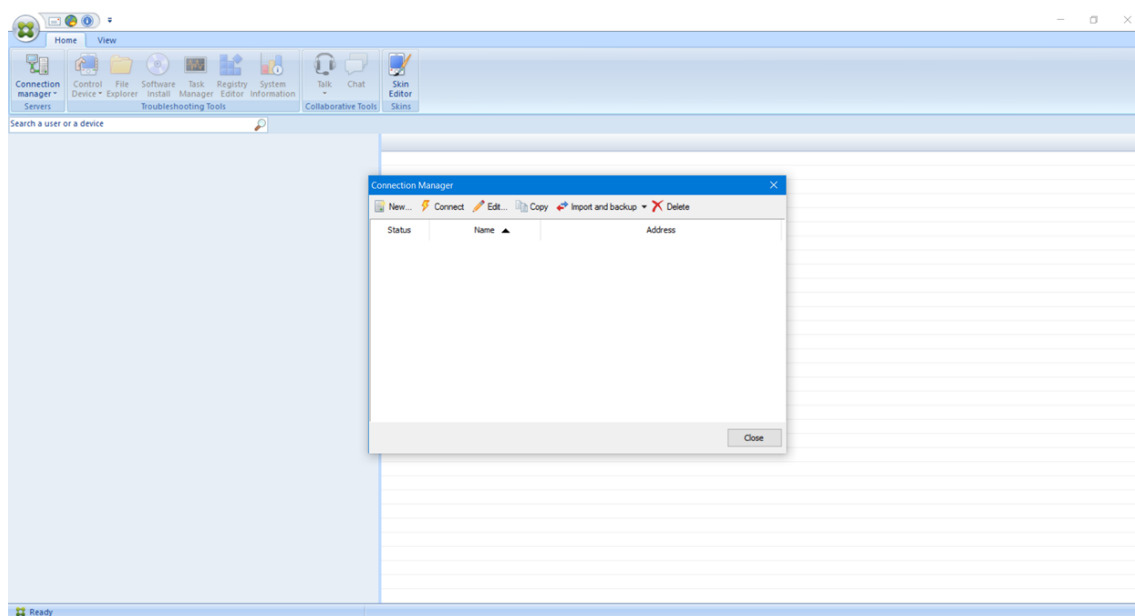 Home View
Connection manager
Control Device
File Explorer
Software Install
Task Manager
Registry Editor
System Information
Talk
Chat
Skin Editor
Servers
Troubleshooting Tools
Collaborative Tools
Skins
Search a user or a device
Connection Manager
New... Connect Edit... Copy Import and backup Delete
Status Name Address
Close
Ready